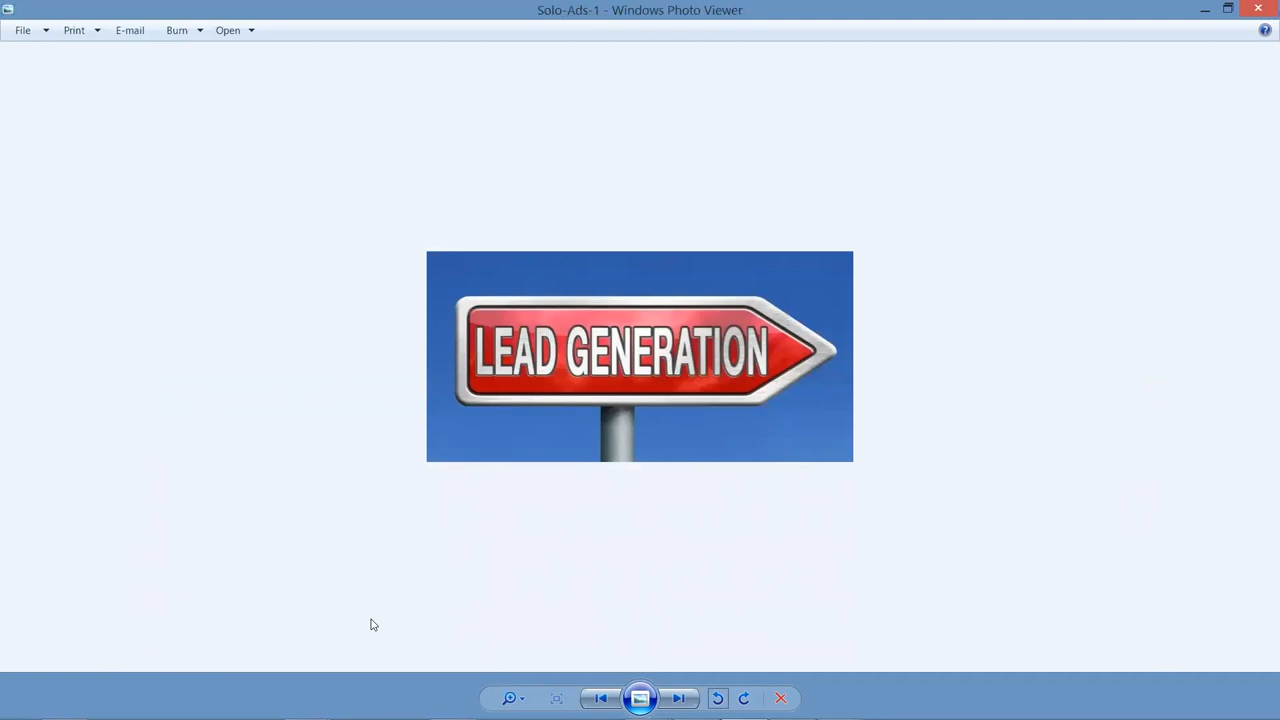 Solo-Ads-1 - Windows Photo Viewer
File Print E-mail Burn Open
LEAD GENERATION